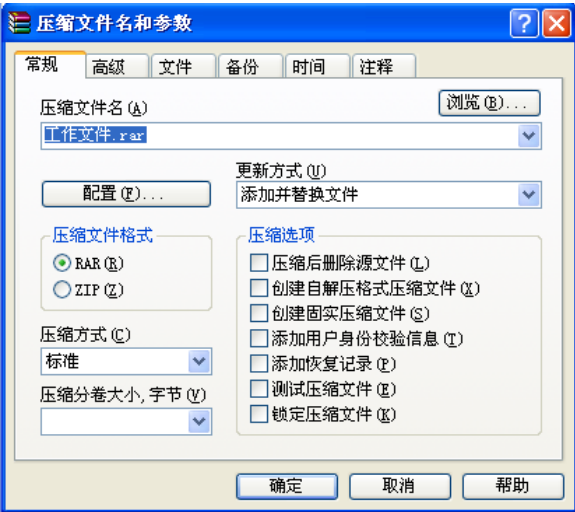 压缩文件名和参数
常规 高级 文件 备份 时间 注释
压缩文件名(A)
浏览(B)...
工作文件.rar
更新方式(U)
配置(F)...
添加并替换文件
压缩文件格式
RAR(R)
ZIP(Z)
压缩方式(C)
标准
压缩分卷大小,字节(V)
压缩选项
压缩后删除源文件(L)
创建自解压格式压缩文件(X)
创建固实压缩文件(S)
添加用户身份校验信息(T)
添加恢复记录(P)
测试压缩文件(E)
锁定压缩文件(K)
确定 取消 帮助